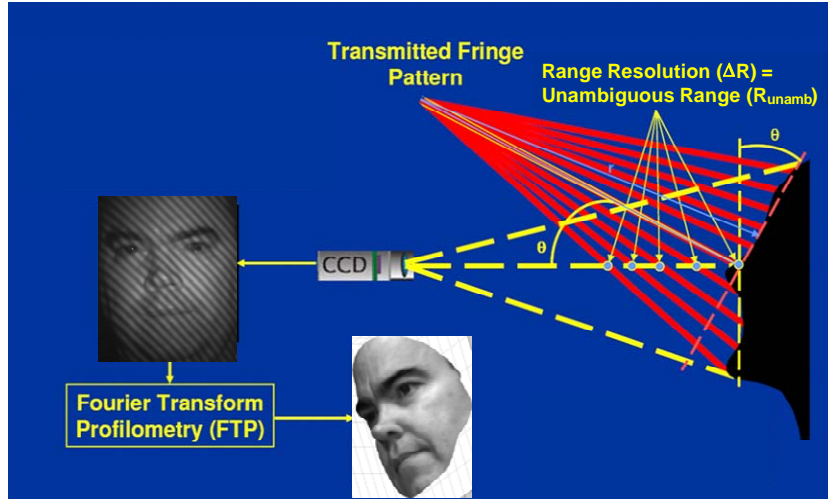 Transmitted Fringe
Pattern
Range Resolution (ΔR) =
Unambiguous Range (Runamb)
θ
r
θ
CCD
Fourier Transform
Profilometry (FTP)